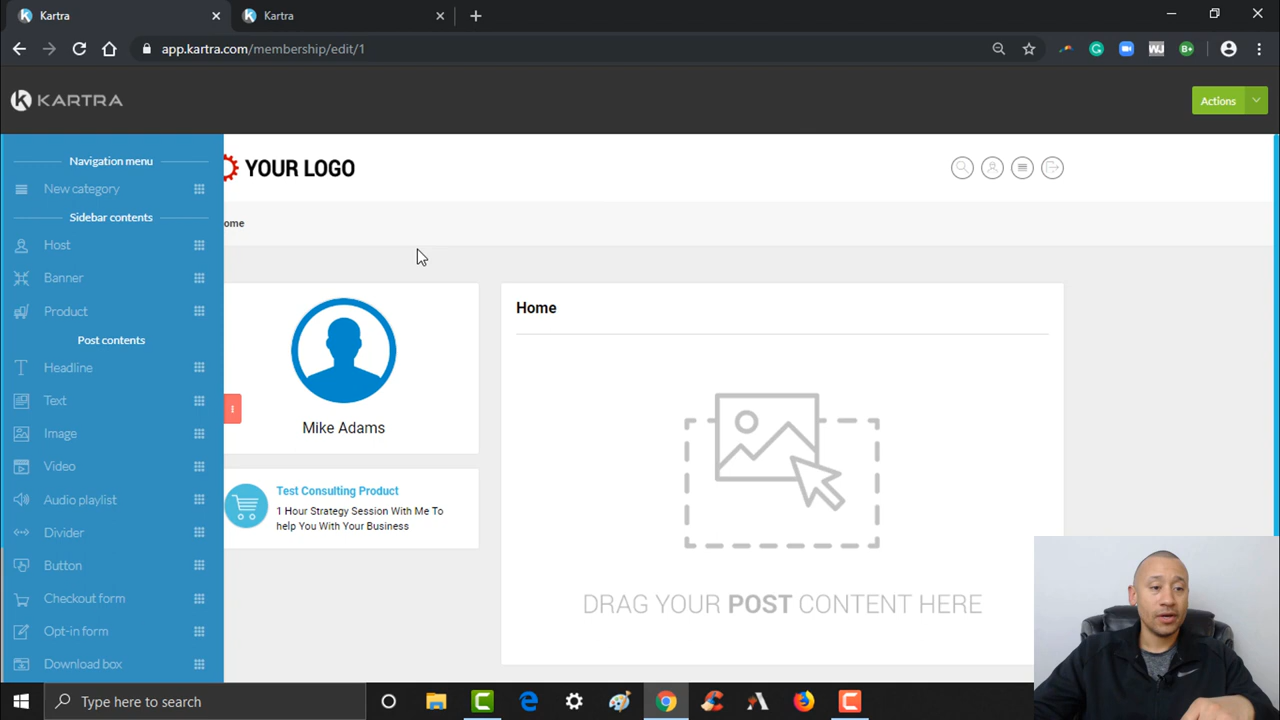 Kartra
Kartra
app.kartra.com/membership/edit/1
KARTRA
Actions
Navigation menu
New category
Sidebar contents
Host
Banner
Product
Post contents
Headline
Text
Image
Video
Audio playlist
Divider
Button
Checkout form
Opt-in form
Download box
YOUR LOGO
ome
Mike Adams
Test Consulting Product
1 Hour Strategy Session With Me To
help You With Your Business
Home
DRAG YOUR POST CONTENT HERE
Type here to search